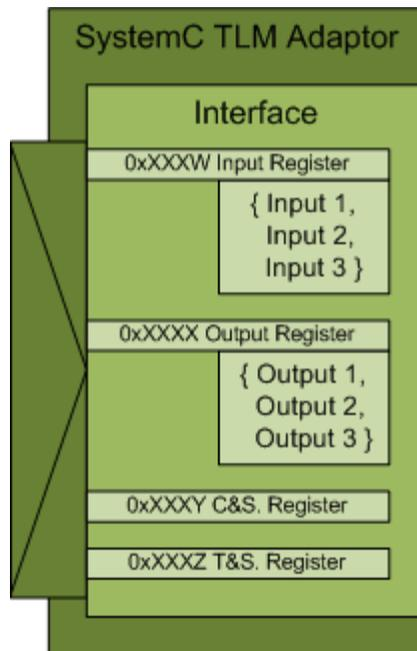 SystemC TLM Adaptor
Interface
0xXXXW Input Register
{ Input 1,
Input 2,
Input 3 }
0xXXXX Output Register
{ Output 1,
Output 2,
Output 3 }
0xXXXY C&S. Register
0xXXXZ T&S. Register